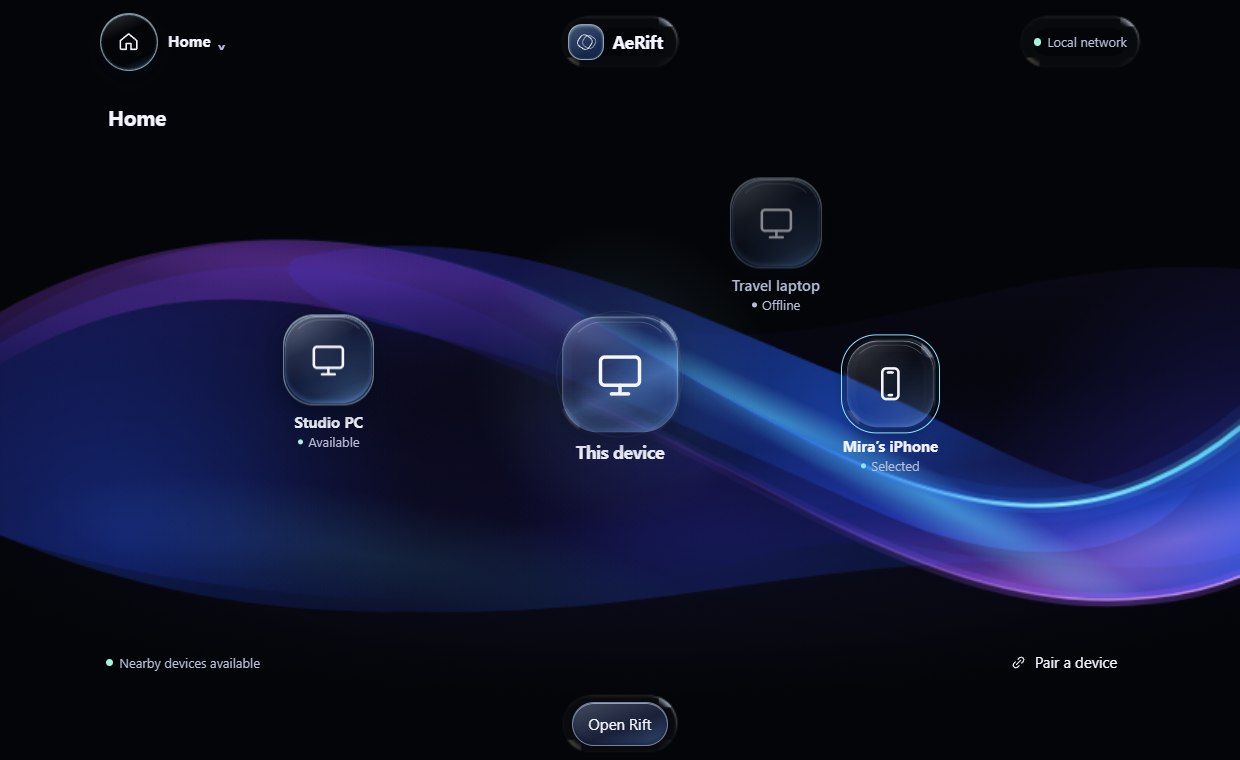 Home
AeRift
Local network
Home
Travel laptop
Offline
Studio PC
Available
This device
Mira's iPhone
Selected
Nearby devices available
Pair a device
Open Rift